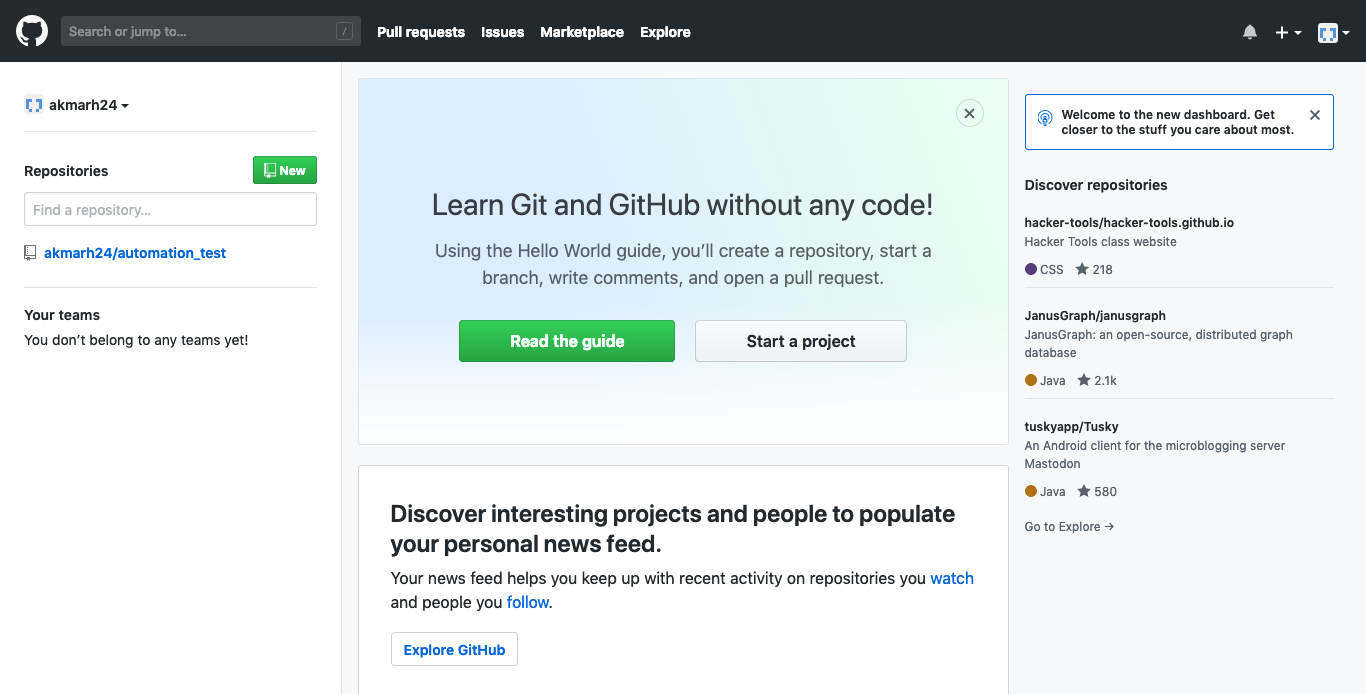 Search or jump to...
/
Pull requests
Issues
Marketplace
Explore
akmarh24
Repositories
New
Find a repository...
akmarh24/automation_test
Your teams
You don’t belong to any teams yet!
Learn Git and GitHub without any code!
Using the Hello World guide, you’ll create a repository, start a
branch, write comments, and open a pull request.
Read the guide
Start a project
Discover interesting projects and people to populate
your personal news feed.
Your news feed helps you keep up with recent activity on repositories you watch
and people you follow.
Explore GitHub
Welcome to the new dashboard. Get
closer to the stuff you care about most.
Discover repositories
hacker-tools/hacker-tools.github.io
Hacker Tools class website
CSS 218
JanusGraph/janusgraph
JanusGraph: an open-source, distributed graph
database
Java 2.1k
tuskyapp/Tusky
An Android client for the microblogging server
Mastodon
Java 580
Go to Explore →